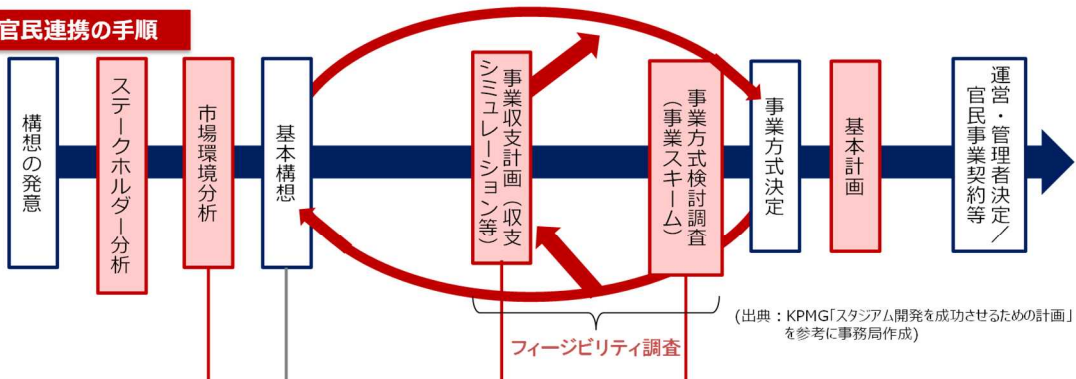 官民連携の手順
構想の発意
ステークホルダー分析
市場環境分析
基本構想
事業収支計画（収支
シミュレーション等）
事業方式検討調査
（事業スキーム）
事業方式決定
基本計画
運営・管理者決定／
官民事業契約等
フィージビリティ調査
(出典：KPMG「スタジアム開発を成功させるための計画」
を参考に事務局作成)